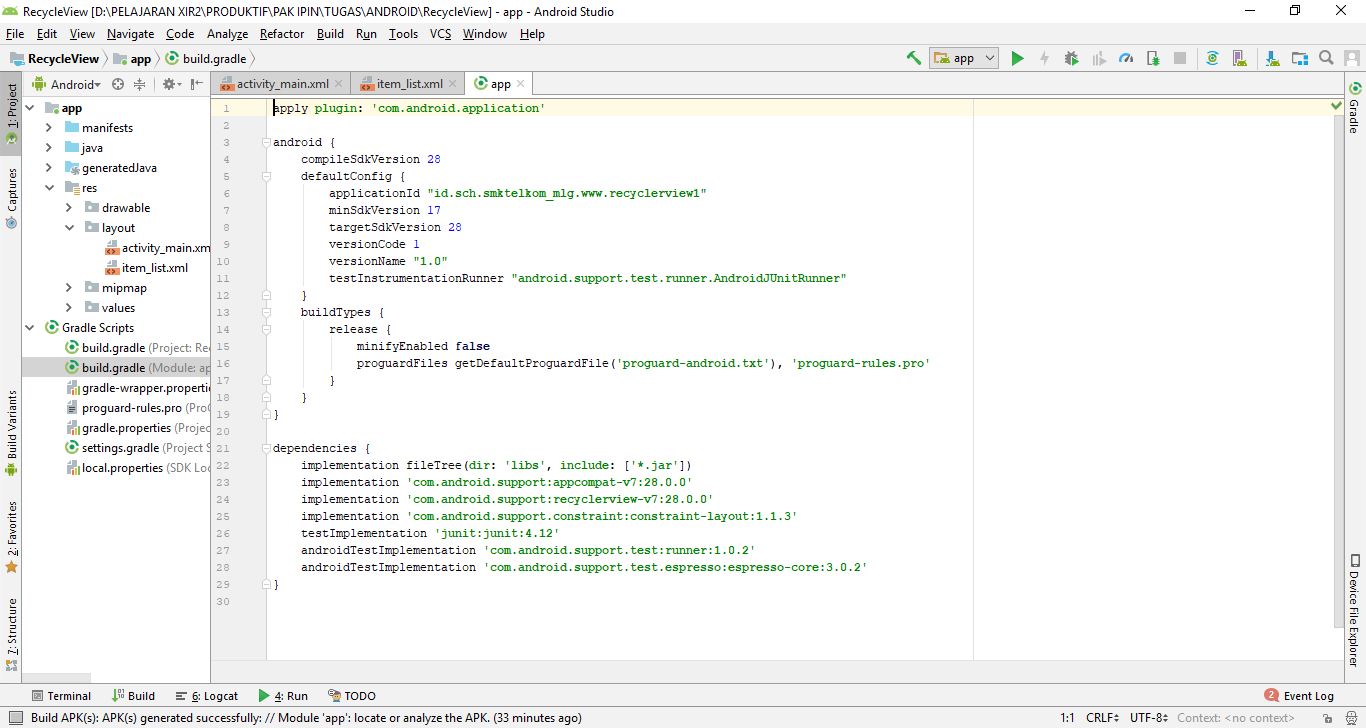 RecycleView [D:\PELAJARAN XIR2\PRODUKTIF\PAK IPIN\TUGAS\ANDROID\RecycleView] - app - Android Studio
File Edit View Navigate Code Analyze Refactor Build Run Tools VCS Window Help
RecycleView app build.gradle app
Android activity_main.xml item_list.xml app
1: Project
Captures
Build Variants
2: Favorites
7: Structure
app
manifests
java
generatedJava
res
drawable
layout
activity_main.xm
item_list.xml
mipmap
values
Gradle Scripts
build.gradle (Project: Re
build.gradle (Module: ap
gradle-wrapper.properti
proguard-rules.pro (Pro
gradle.properties (Projec
settings.gradle (Project S
local.properties (SDK Lo
1 apply plugin: 'com.android.application'
2
3 android {
4 compileSdkVersion 28
5 defaultConfig {
6 applicationId "id.sch.smktelkom_mlg.www.recyclerview1"
7 minSdkVersion 17
8 targetSdkVersion 28
9 versionCode 1
10 versionName "1.0"
11 testInstrumentationRunner "android.support.test.runner.AndroidJUnitRunner"
12 }
13 buildTypes {
14 release {
15 minifyEnabled false
16 proguardFiles getDefaultProguardFile('proguard-android.txt'), 'proguard-rules.pro'
17 }
18 }
19 }
20
21 dependencies {
22 implementation fileTree(dir: 'libs', include: ['*.jar'])
23 implementation 'com.android.support:appcompat-v7:28.0.0'
24 implementation 'com.android.support:recyclerview-v7:28.0.0'
25 implementation 'com.android.support.constraint:constraint-layout:1.1.3'
26 testImplementation 'junit:junit:4.12'
27 androidTestImplementation 'com.android.support.test:runner:1.0.2'
28 androidTestImplementation 'com.android.support.test.espresso:espresso-core:3.0.2'
29 }
30
Gradle
Device File Explorer
Terminal Build 6: Logcat 4: Run TODO 2 Event Log
Build APK(s): APK(s) generated successfully: // Module 'app': locate or analyze the APK. (33 minutes ago) 1:1 CRLF UTF-8 Context: <no context>